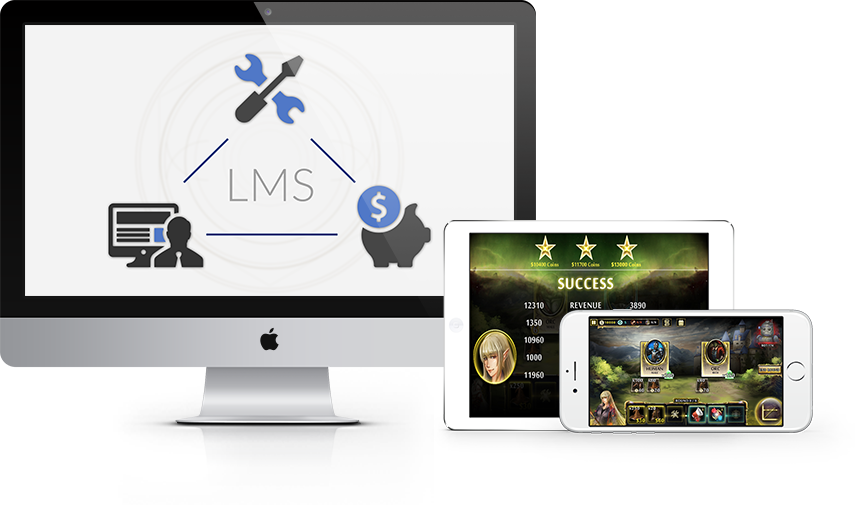 LMS
$
$10400 Coins $11700 Coins $13000 Coins
SUCCESS
12310 REVENUE 3890
1350
10960
1000
11960
HUMAN
ORC